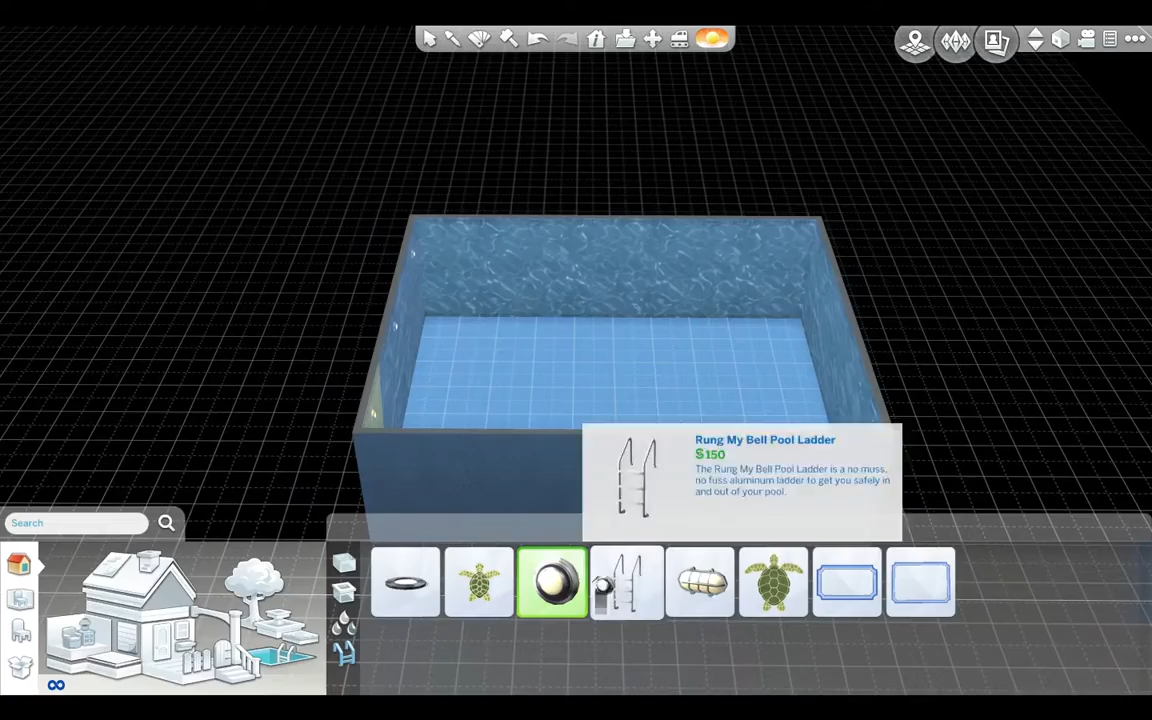 Rung My Bell Pool Ladder
§150
The Rung My Bell Pool Ladder is a no muss,
no fuss aluminum ladder to get you safely in
and out of your pool.
Search